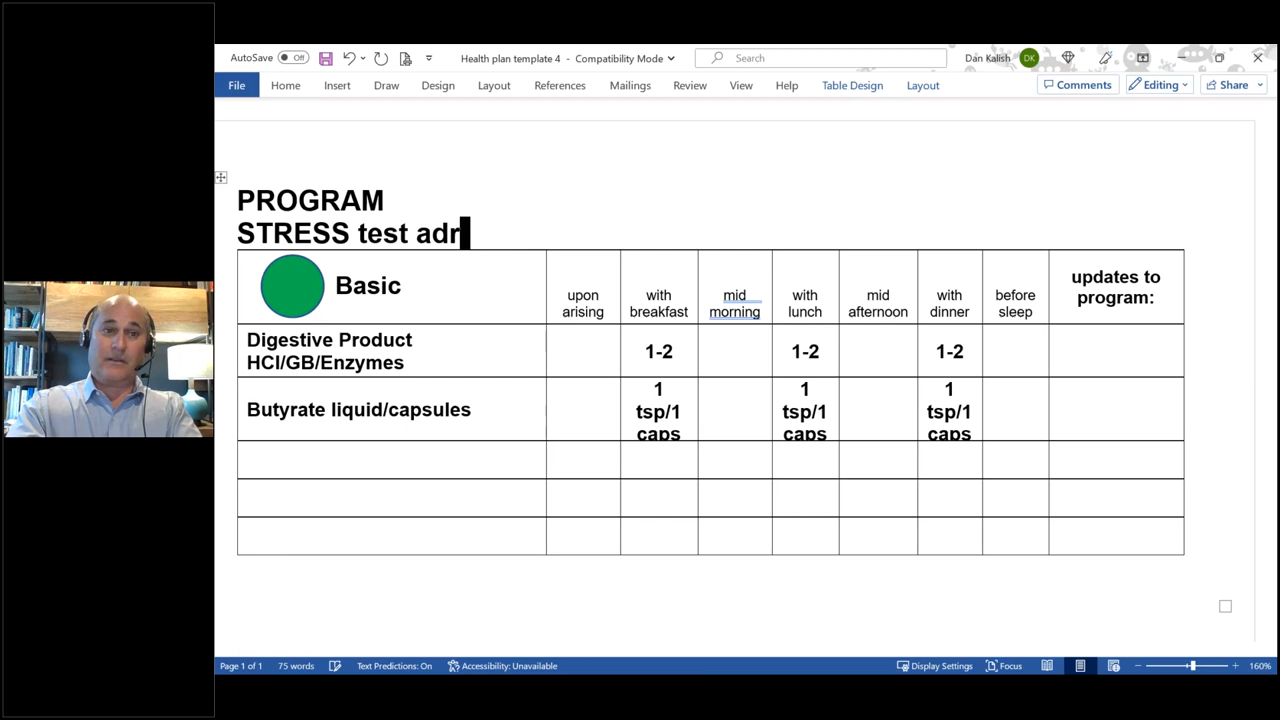 AutoSave Off Health plan template 4 - Compatibility Mode Search Dan Kalish DK
File Home Insert Draw Design Layout References Mailings Review View Help Table Design Layout Comments Editing Share
PROGRAM
STRESS test adr
Basic
upon
arising
with
breakfast
mid
morning
with
lunch
mid
afternoon
with
dinner
before
sleep
updates to
program:
Digestive Product
HCl/GB/Enzymes
1-2
1-2
1-2
Butyrate liquid/capsules
1
tsp/1
caps
1
tsp/1
caps
1
tsp/1
caps
Page 1 of 1 75 words Text Predictions: On Accessibility: Unavailable Display Settings Focus 160%